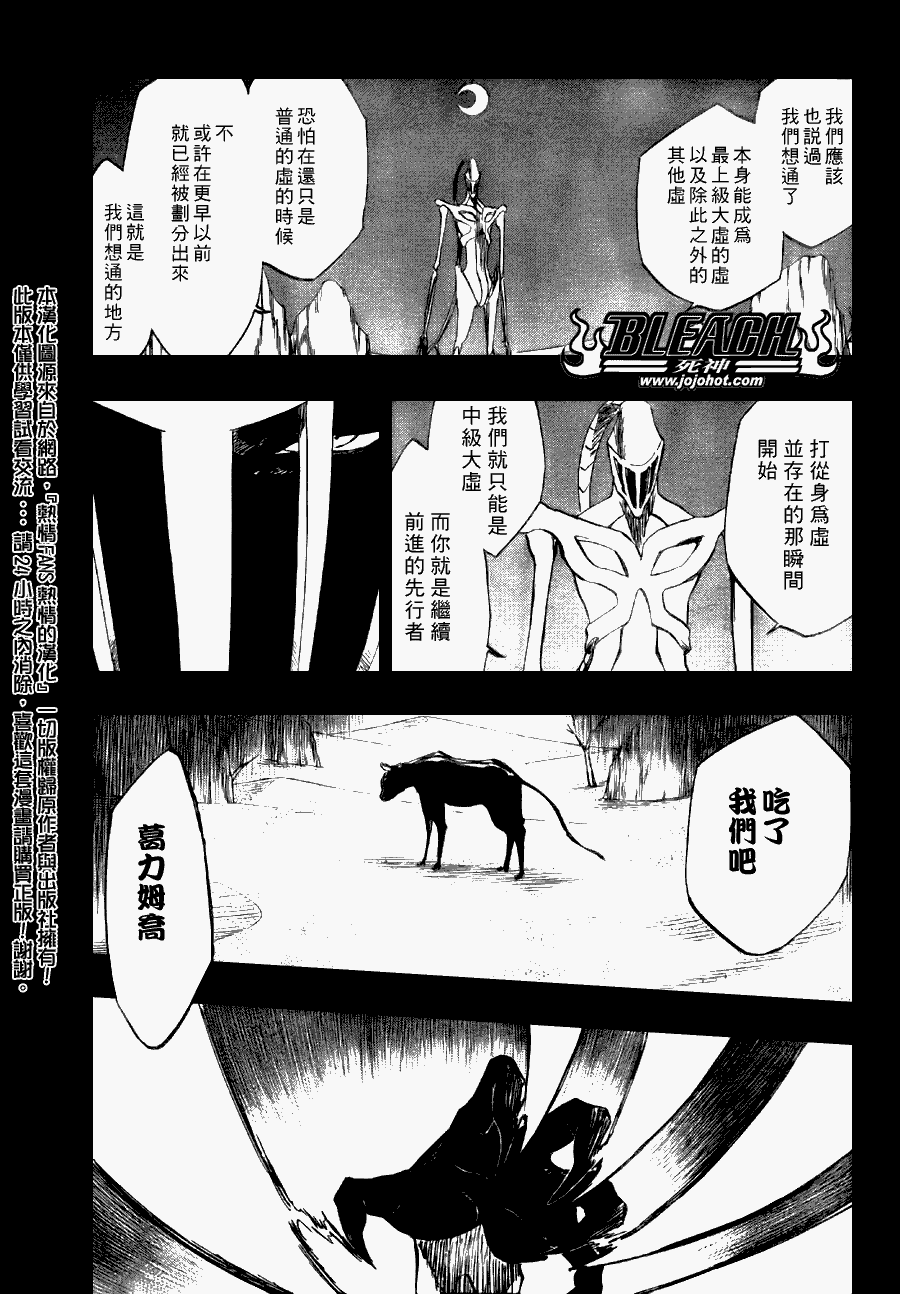 我們應該
也説過
我們想通了
本身能成爲
最上級大虛的虛
以及除此之外的
其他虛
恐怕在還只是
普通的虛的時候
不
或許在更早以前
就已經被劃分出來
這就是
我們想通的地方
BLEACH
死神
www.jojohot.com
打從身爲虛
並存在的那瞬間
開始
我們就只能是
中級大虛
而你就是繼續
前進的先行者
吃了
我們吧
葛力姆喬
本漢化圖源來自於網路，『熱情FANS熱情的漢化』一切版權歸原作者與出版社擁有！
此版本僅供學習試看交流…請24小時之內消除，喜歡這套漫畫請購買正版！謝謝。